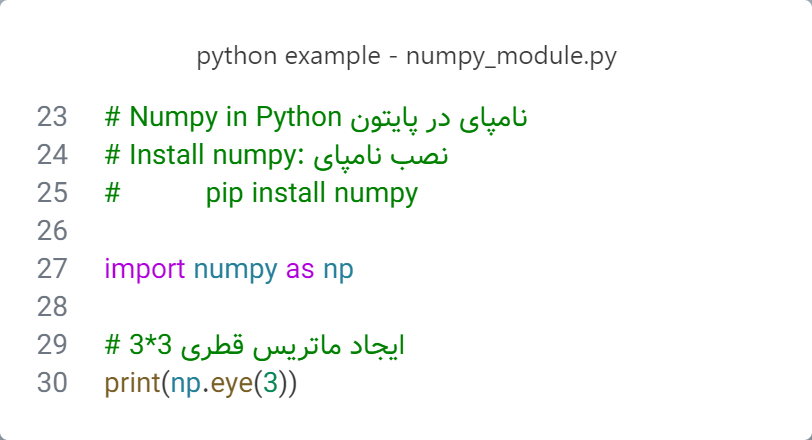 python example - numpy_module.py
23 # Numpy in Python نامپای در پایتون
24 # Install numpy: نصب نامپای
25 # pip install numpy
26
27 import numpy as np
28
29 # 3*3 ایجاد ماتریس قطری
30 print(np.eye(3))